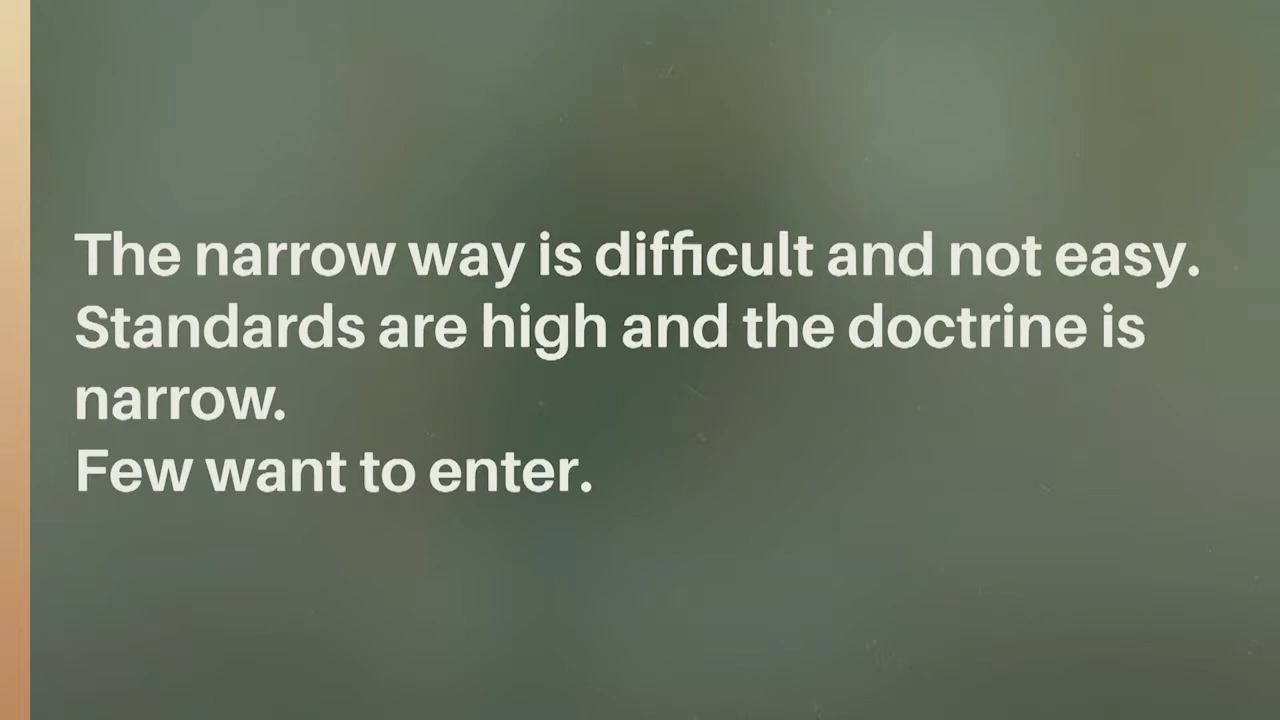 The narrow way is difficult and not easy.
Standards are high and the doctrine is
narrow.
Few want to enter.